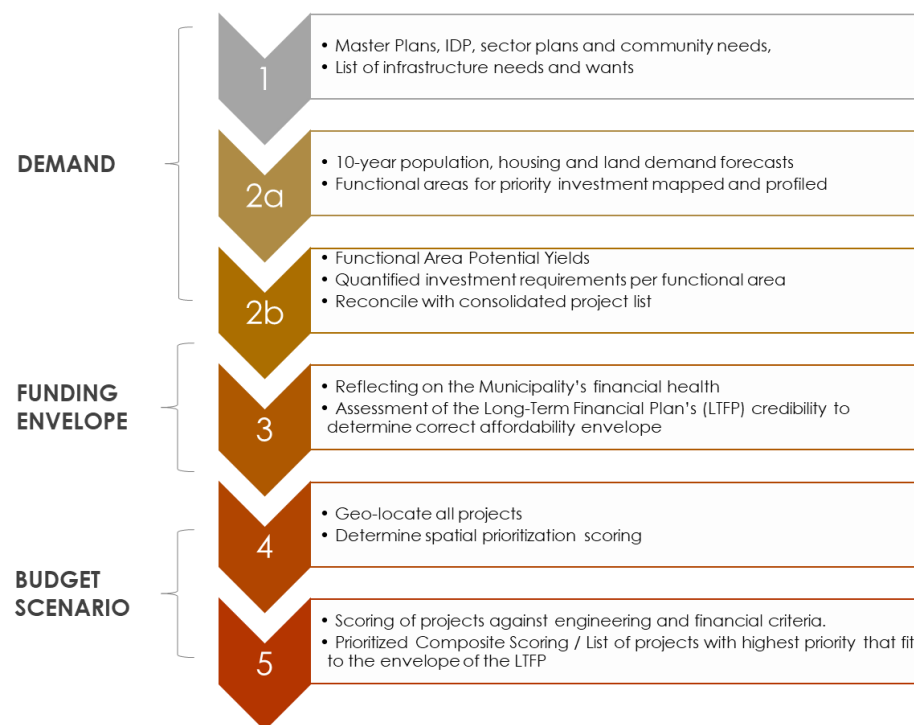 DEMAND
1
• Master Plans, IDP, sector plans and community needs,
• List of infrastructure needs and wants
2a
• 10-year population, housing and land demand forecasts
• Functional areas for priority investment mapped and profiled
2b
• Functional Area Potential Yields
• Quantified investment requirements per functional area
• Reconcile with consolidated project list
FUNDING
ENVELOPE
3
• Reflecting on the Municipality's financial health
• Assessment of the Long-Term Financial Plan's (LTFP) credibility to
determine correct affordability envelope
BUDGET
SCENARIO
4
• Geo-locate all projects
• Determine spatial prioritization scoring
5
• Scoring of projects against engineering and financial criteria.
• Prioritized Composite Scoring / List of projects with highest priority that fit
to the envelope of the LTFP